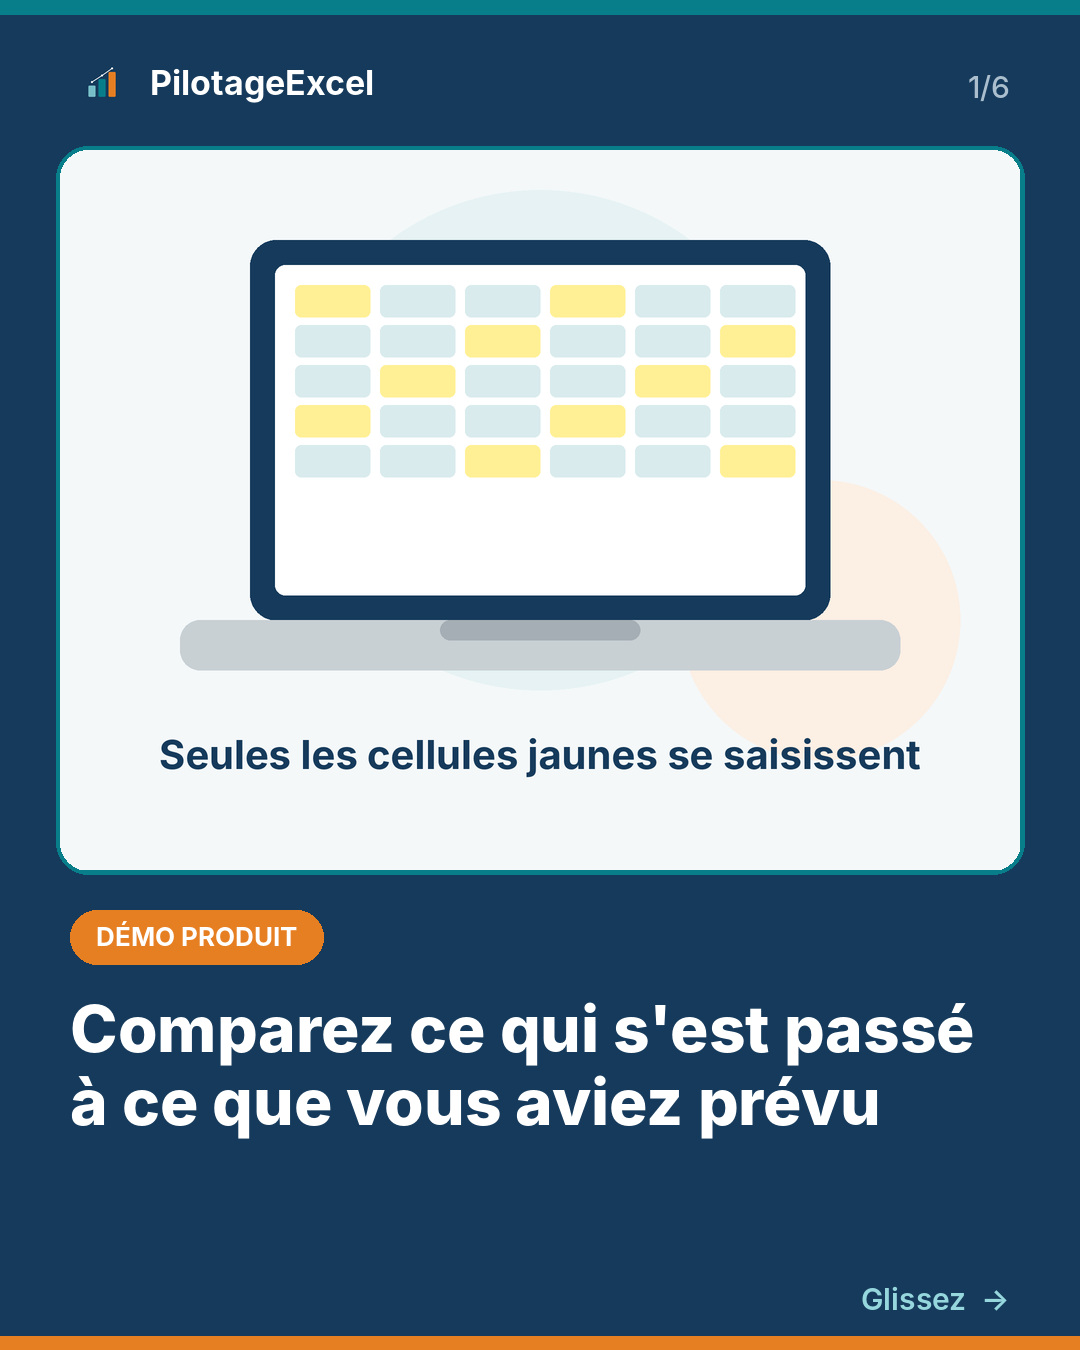 PilotageExcel
1/6
Seules les cellules jaunes se saisissent
DÉMO PRODUIT
Comparez ce qui s'est passé
à ce que vous aviez prévu
Glissez →